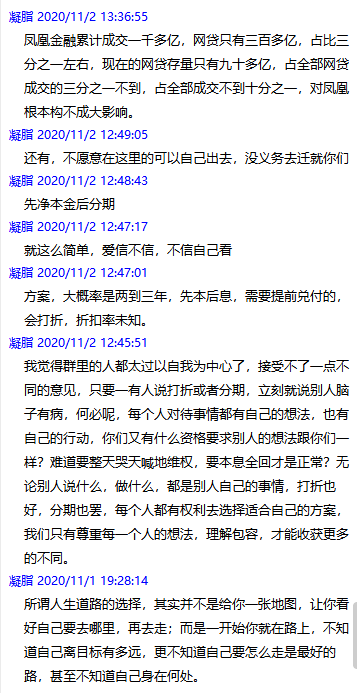 凝脂 2020/11/2 13:36:55
凤凰金融累计成交一千多亿，网贷只有三百多亿，占比三
分之一左右，现在的网贷存量只有九十多亿，占全部网贷
成交的三分之一不到，占全部成交不到十分之一，对凤凰
根本构不成大影响。
凝脂 2020/11/2 12:49:05
还有，不愿意在这里的可以自己出去，没义务去迁就你们
凝脂 2020/11/2 12:48:43
先净本金后分期
凝脂 2020/11/2 12:47:17
就这么简单，爱信不信，不信自己看
凝脂 2020/11/2 12:47:01
方案，大概率是两到三年，先本后息，需要提前兑付的，
会打折，折扣率未知。
凝脂 2020/11/2 12:45:51
我觉得群里的人都太过以自我为中心了，接受不了一点不
同的意见，只要一有人说打折或者分期，立刻就说别人脑
子有病，何必呢，每个人对待事情都有自己的想法，也有
自己的行动，你们又有什么资格要求别人的想法跟你们一
样？难道要整天哭天喊地维权，要本息全回才是正常？无
论别人说什么，做什么，都是别人自己的事情，打折也
好，分期也罢，每个人都有权利去选择适合自己的方案，
我们只有尊重每一个人的想法，理解包容，才能收获更多
的不同。
凝脂 2020/11/1 19:28:14
所谓人生道路的选择，其实并不是给你一张地图，让你看
好自己要去哪里，再去走；而是一开始你就在路上，不知
道自己离目标有多远，更不知道自己要怎么走是最好的
路，甚至不知道自己身在何处。